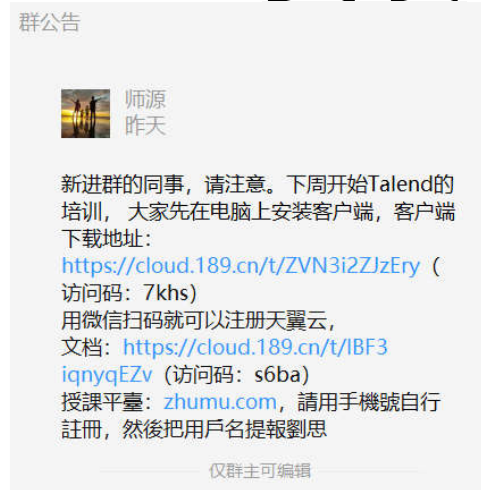 群公告
师源
昨天
新进群的同事，请注意。下周开始Talend的
培训， 大家先在电脑上安装客户端，客户端
下载地址：
https://cloud.189.cn/t/ZVN3i2ZJzEry（
访问码：7khs）
用微信扫码就可以注册天翼云，
文档：https://cloud.189.cn/t/IBF3
iqnyqEZv（访问码：s6ba）
授課平臺：zhumu.com，請用手機號自行
註冊，然後把用戶名提報劉思
仅群主可编辑